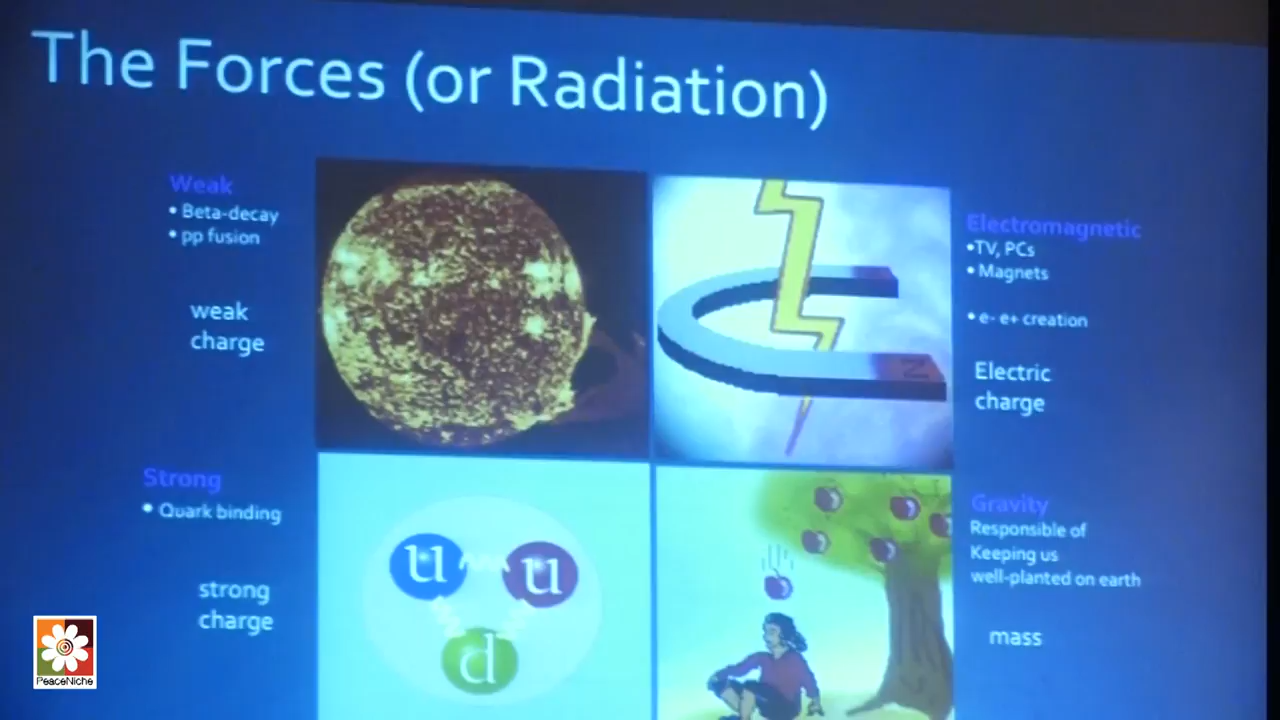 The Forces (or Radiation)
Weak
• Beta-decay
• pp fusion
weak
charge
Electromagnetic
•TV, PCs
• Magnets
• e- e+ creation
Electric
charge
N
Strong
• Quark binding
strong
charge
u u
d
Gravity
Responsible of
Keeping us
well-planted on earth
mass
PeaceNiche